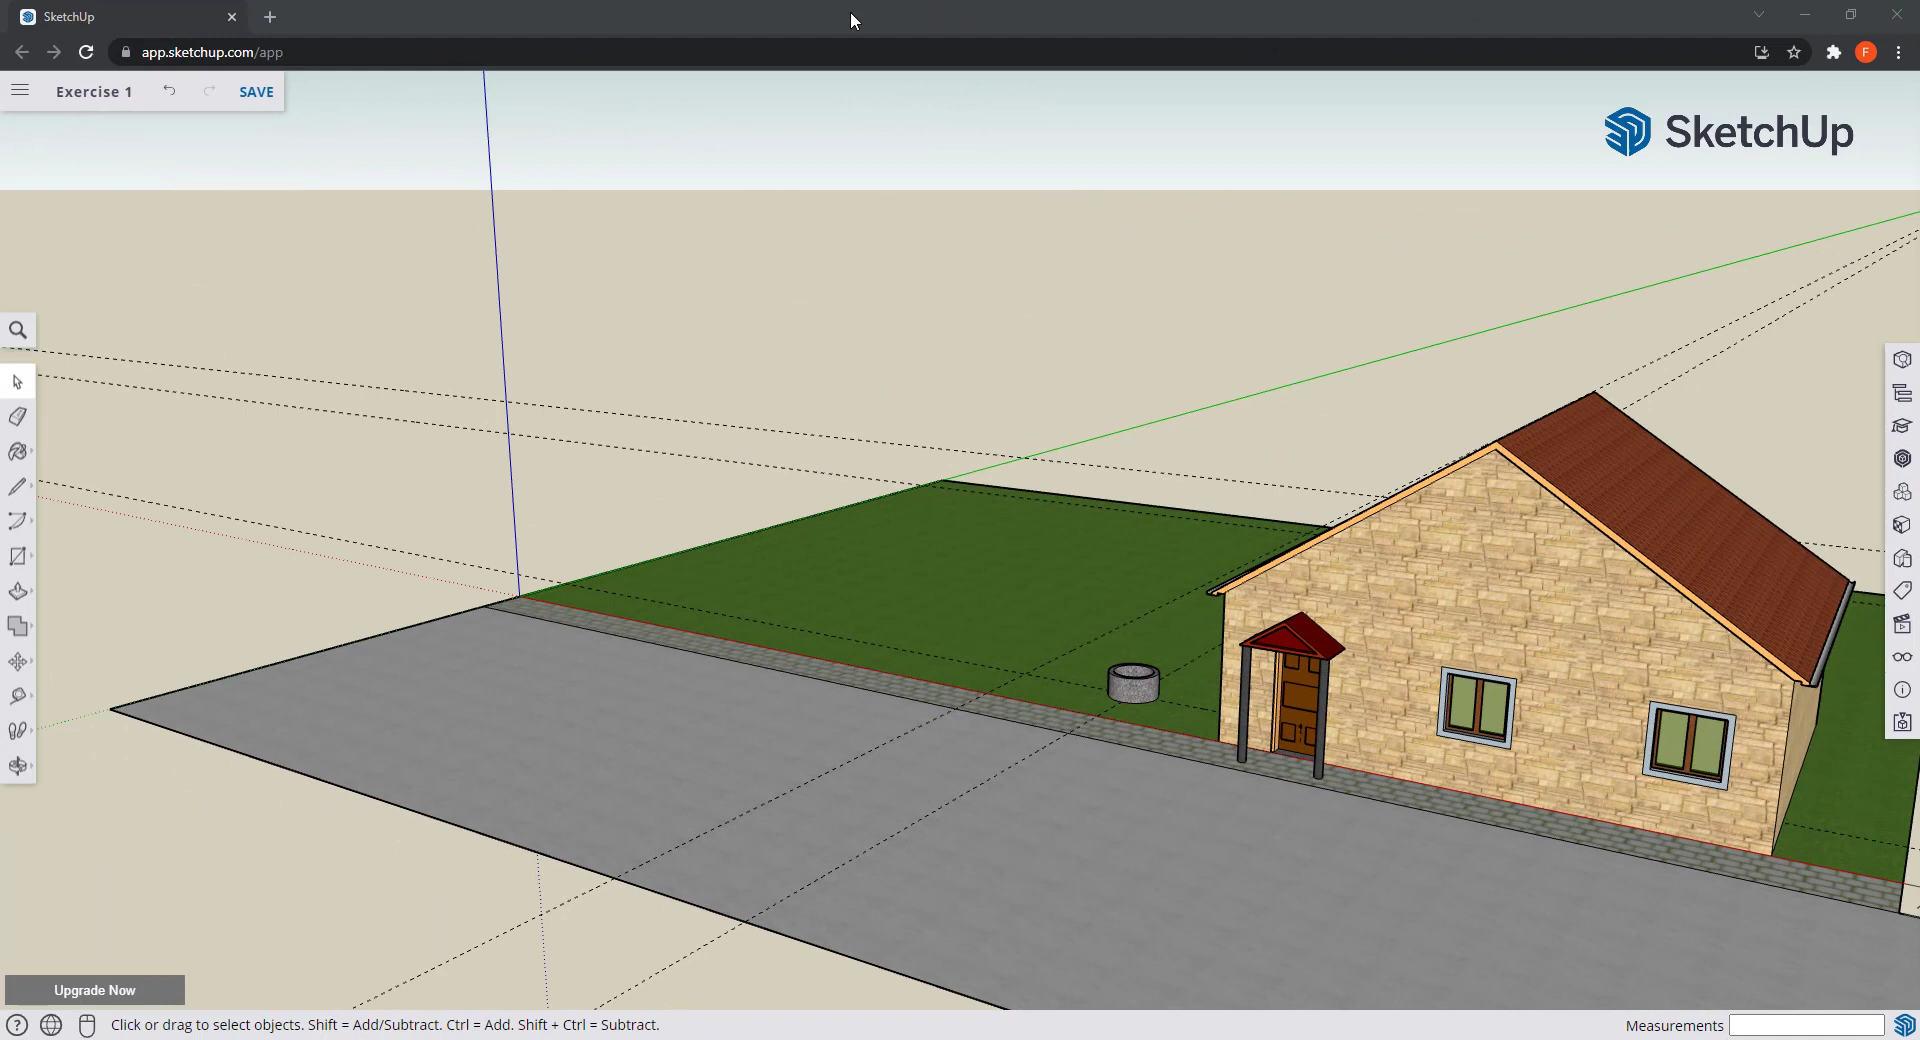 SketchUp
app.sketchup.com/app
F
Exercise 1
SAVE
SketchUp
Upgrade Now
Click or drag to select objects. Shift = Add/Subtract. Ctrl = Add. Shift + Ctrl = Subtract.
Measurements